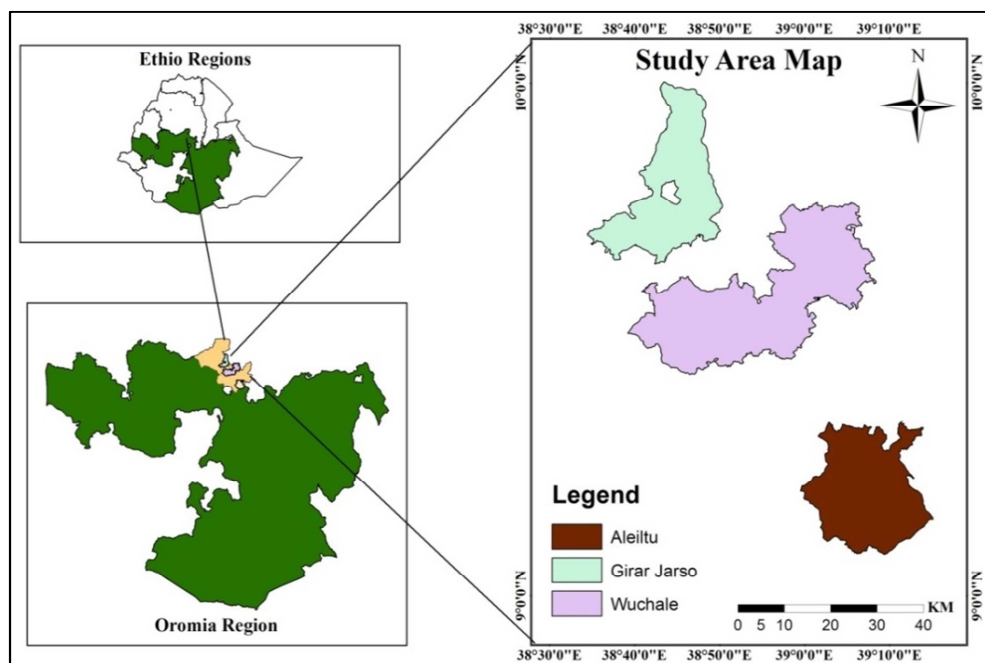 Ethio Regions
Oromia Region
38°30'0"E 38°40'0"E 38°50'0"E 39°0'0"E 39°10'0"E
Study Area Map
N
10°0'0"N
10°0'0"N
Legend
Aleiltu
Girar Jarso
Wuchale
9°0'0"N
9°0'0"N
KM
0 5 10 20 30 40
38°30'0"E 38°40'0"E 38°50'0"E 39°0'0"E 39°10'0"E